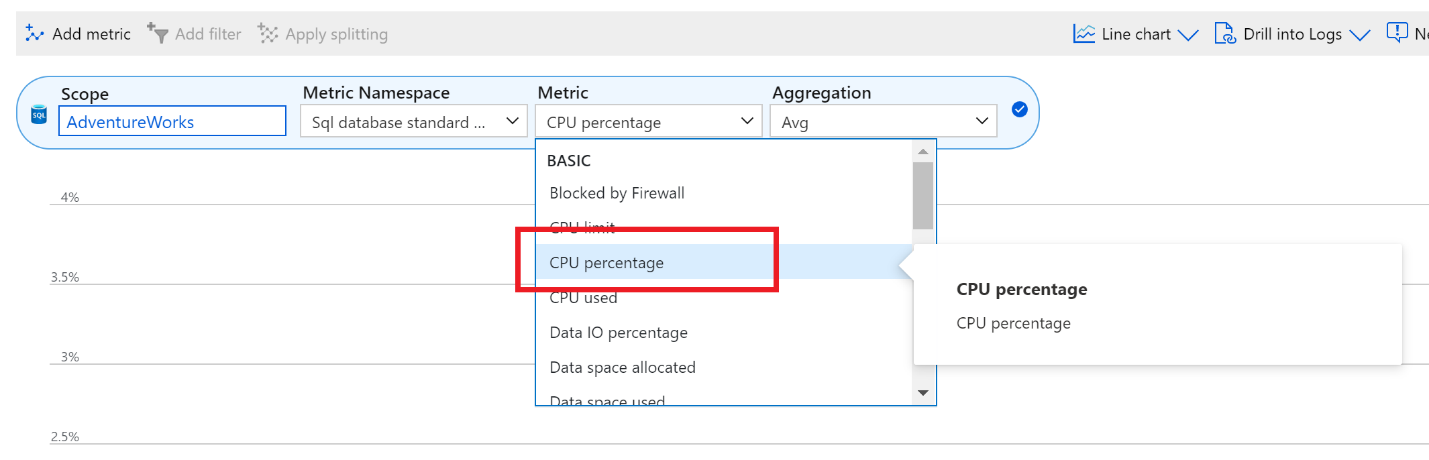 Add metric Add filter Apply splitting Line chart Drill into Logs
Scope Metric Namespace Metric Aggregation
SQL AdventureWorks Sql database standard ... CPU percentage Avg
BASIC
4%
Blocked by Firewall
CPU limit
CPU percentage
3.5%
CPU percentage
CPU used
CPU percentage
Data IO percentage
3%
Data space allocated
Data space used
2.5%